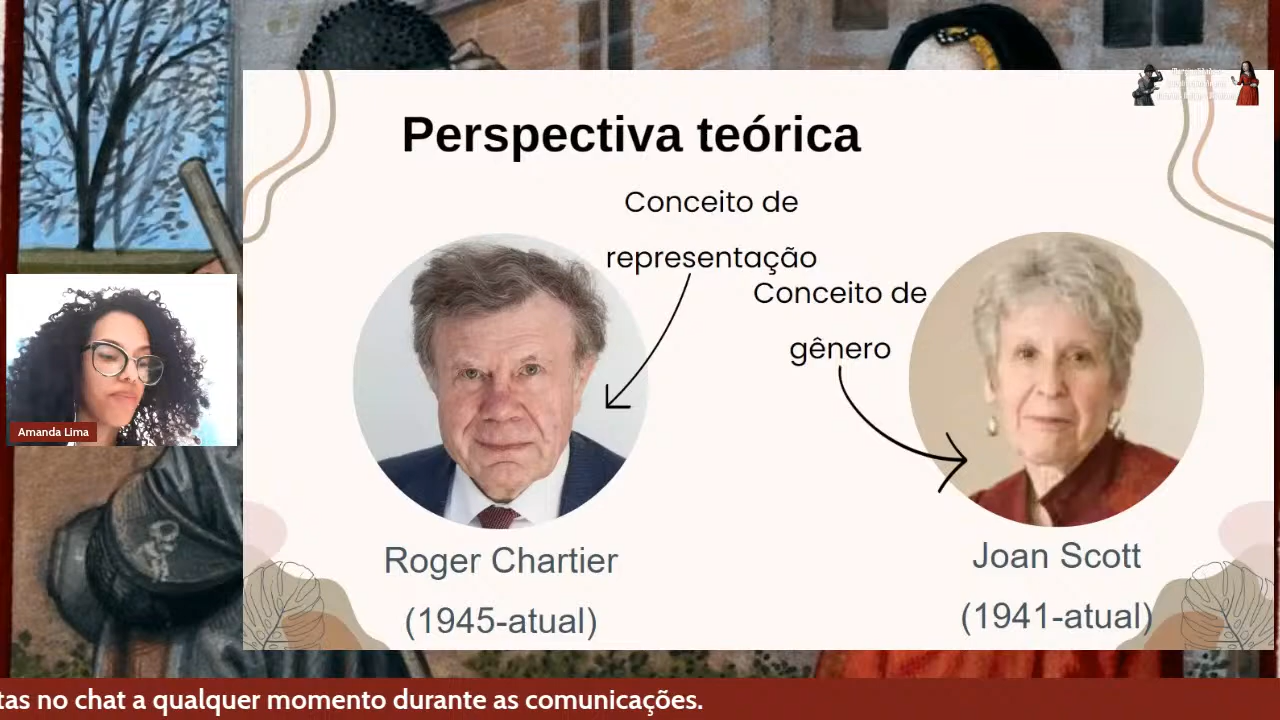 Perspectiva teórica
Conceito de
representação
Conceito de
gênero
Amanda Lima
Roger Chartier
(1945-atual)
Joan Scott
(1941-atual)
no chat a qualquer momento durante as comunicações.